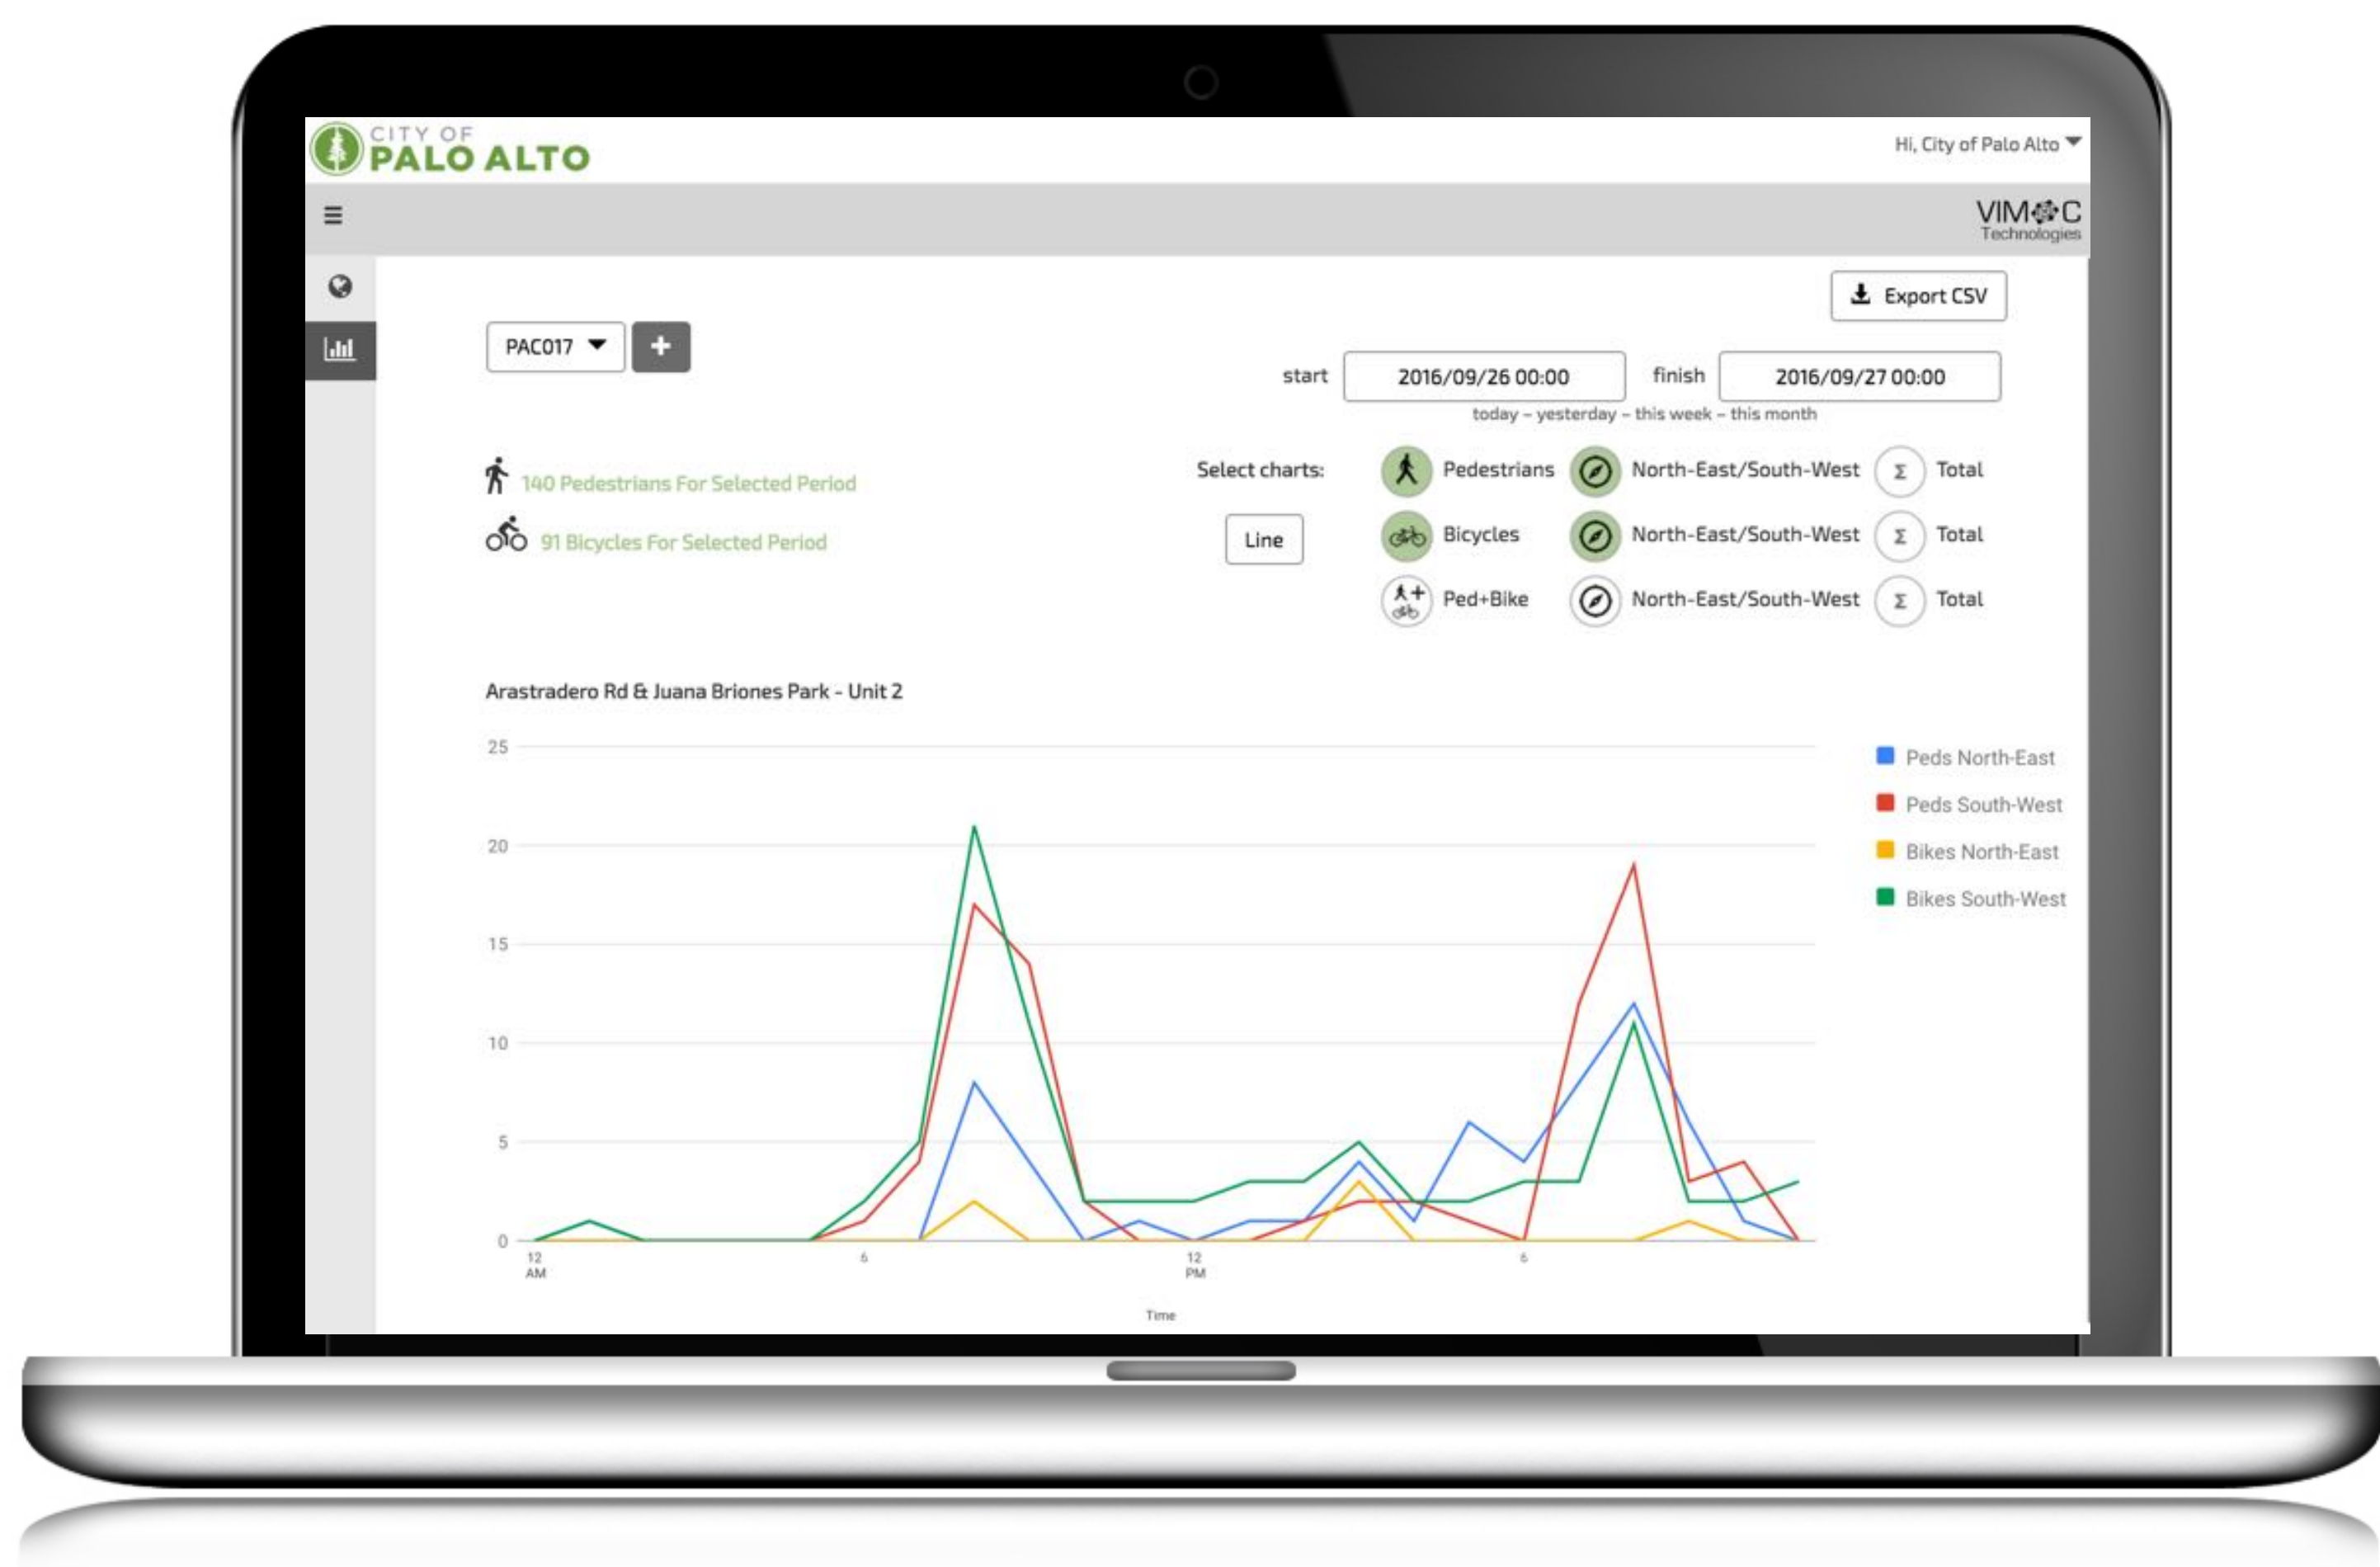 CITY OF
PALO ALTO
Hi, City of Palo Alto
VIMOC
Technologies
Export CSV
PAC017
start 2016/09/26 00:00 finish 2016/09/27 00:00
today – yesterday – this week – this month
140 Pedestrians For Selected Period
91 Bicycles For Selected Period
Select charts:
Line
Pedestrians North-East/South-West Σ Total
Bicycles North-East/South-West Σ Total
Ped+Bike North-East/South-West Σ Total
Arastradero Rd & Juana Briones Park - Unit 2
25
20
15
10
5
0
12 AM
6
12 PM
6
Time
Peds North-East
Peds South-West
Bikes North-East
Bikes South-West